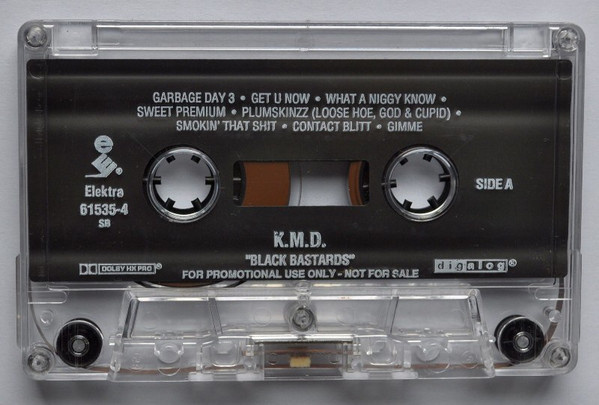 GARBAGE DAY 3 • GET U NOW • WHAT A NIGGY KNOW •
SWEET PREMIUM • PLUMSKINZZ (LOOSE HOE, GOD & CUPID) •
SMOKIN' THAT SHIT • CONTACT BLITT • GIMME
Elektra
61535-4
SB
SIDE A
K.M.D.
"BLACK BASTARDS"
FOR PROMOTIONAL USE ONLY - NOT FOR SALE
DOLBY HX PRO®
digalog®